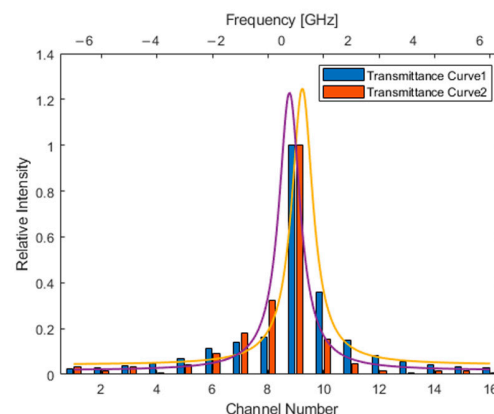 Frequency [GHz]
−6 −4 −2 0 2 4 6
1.4
1.2
1
0.8
0.6
0.4
0.2
0
Relative Intensity
Transmittance Curve1
Transmittance Curve2
2 4 6 8 10 12 14 16
Channel Number